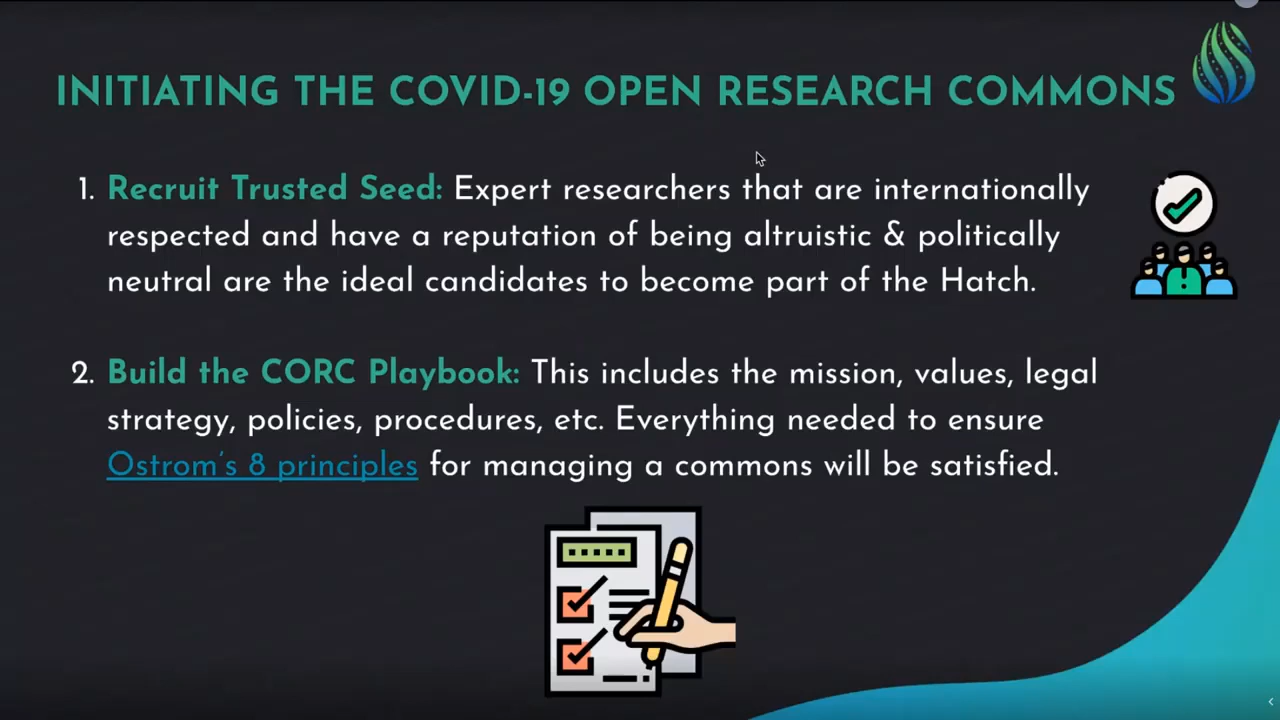 INITIATING THE COVID-19 OPEN RESEARCH COMMONS
1. Recruit Trusted Seed: Expert researchers that are internationally
respected and have a reputation of being altruistic & politically
neutral are the ideal candidates to become part of the Hatch.
2. Build the CORC Playbook: This includes the mission, values, legal
strategy, policies, procedures, etc. Everything needed to ensure
Ostrom's 8 principles for managing a commons will be satisfied.